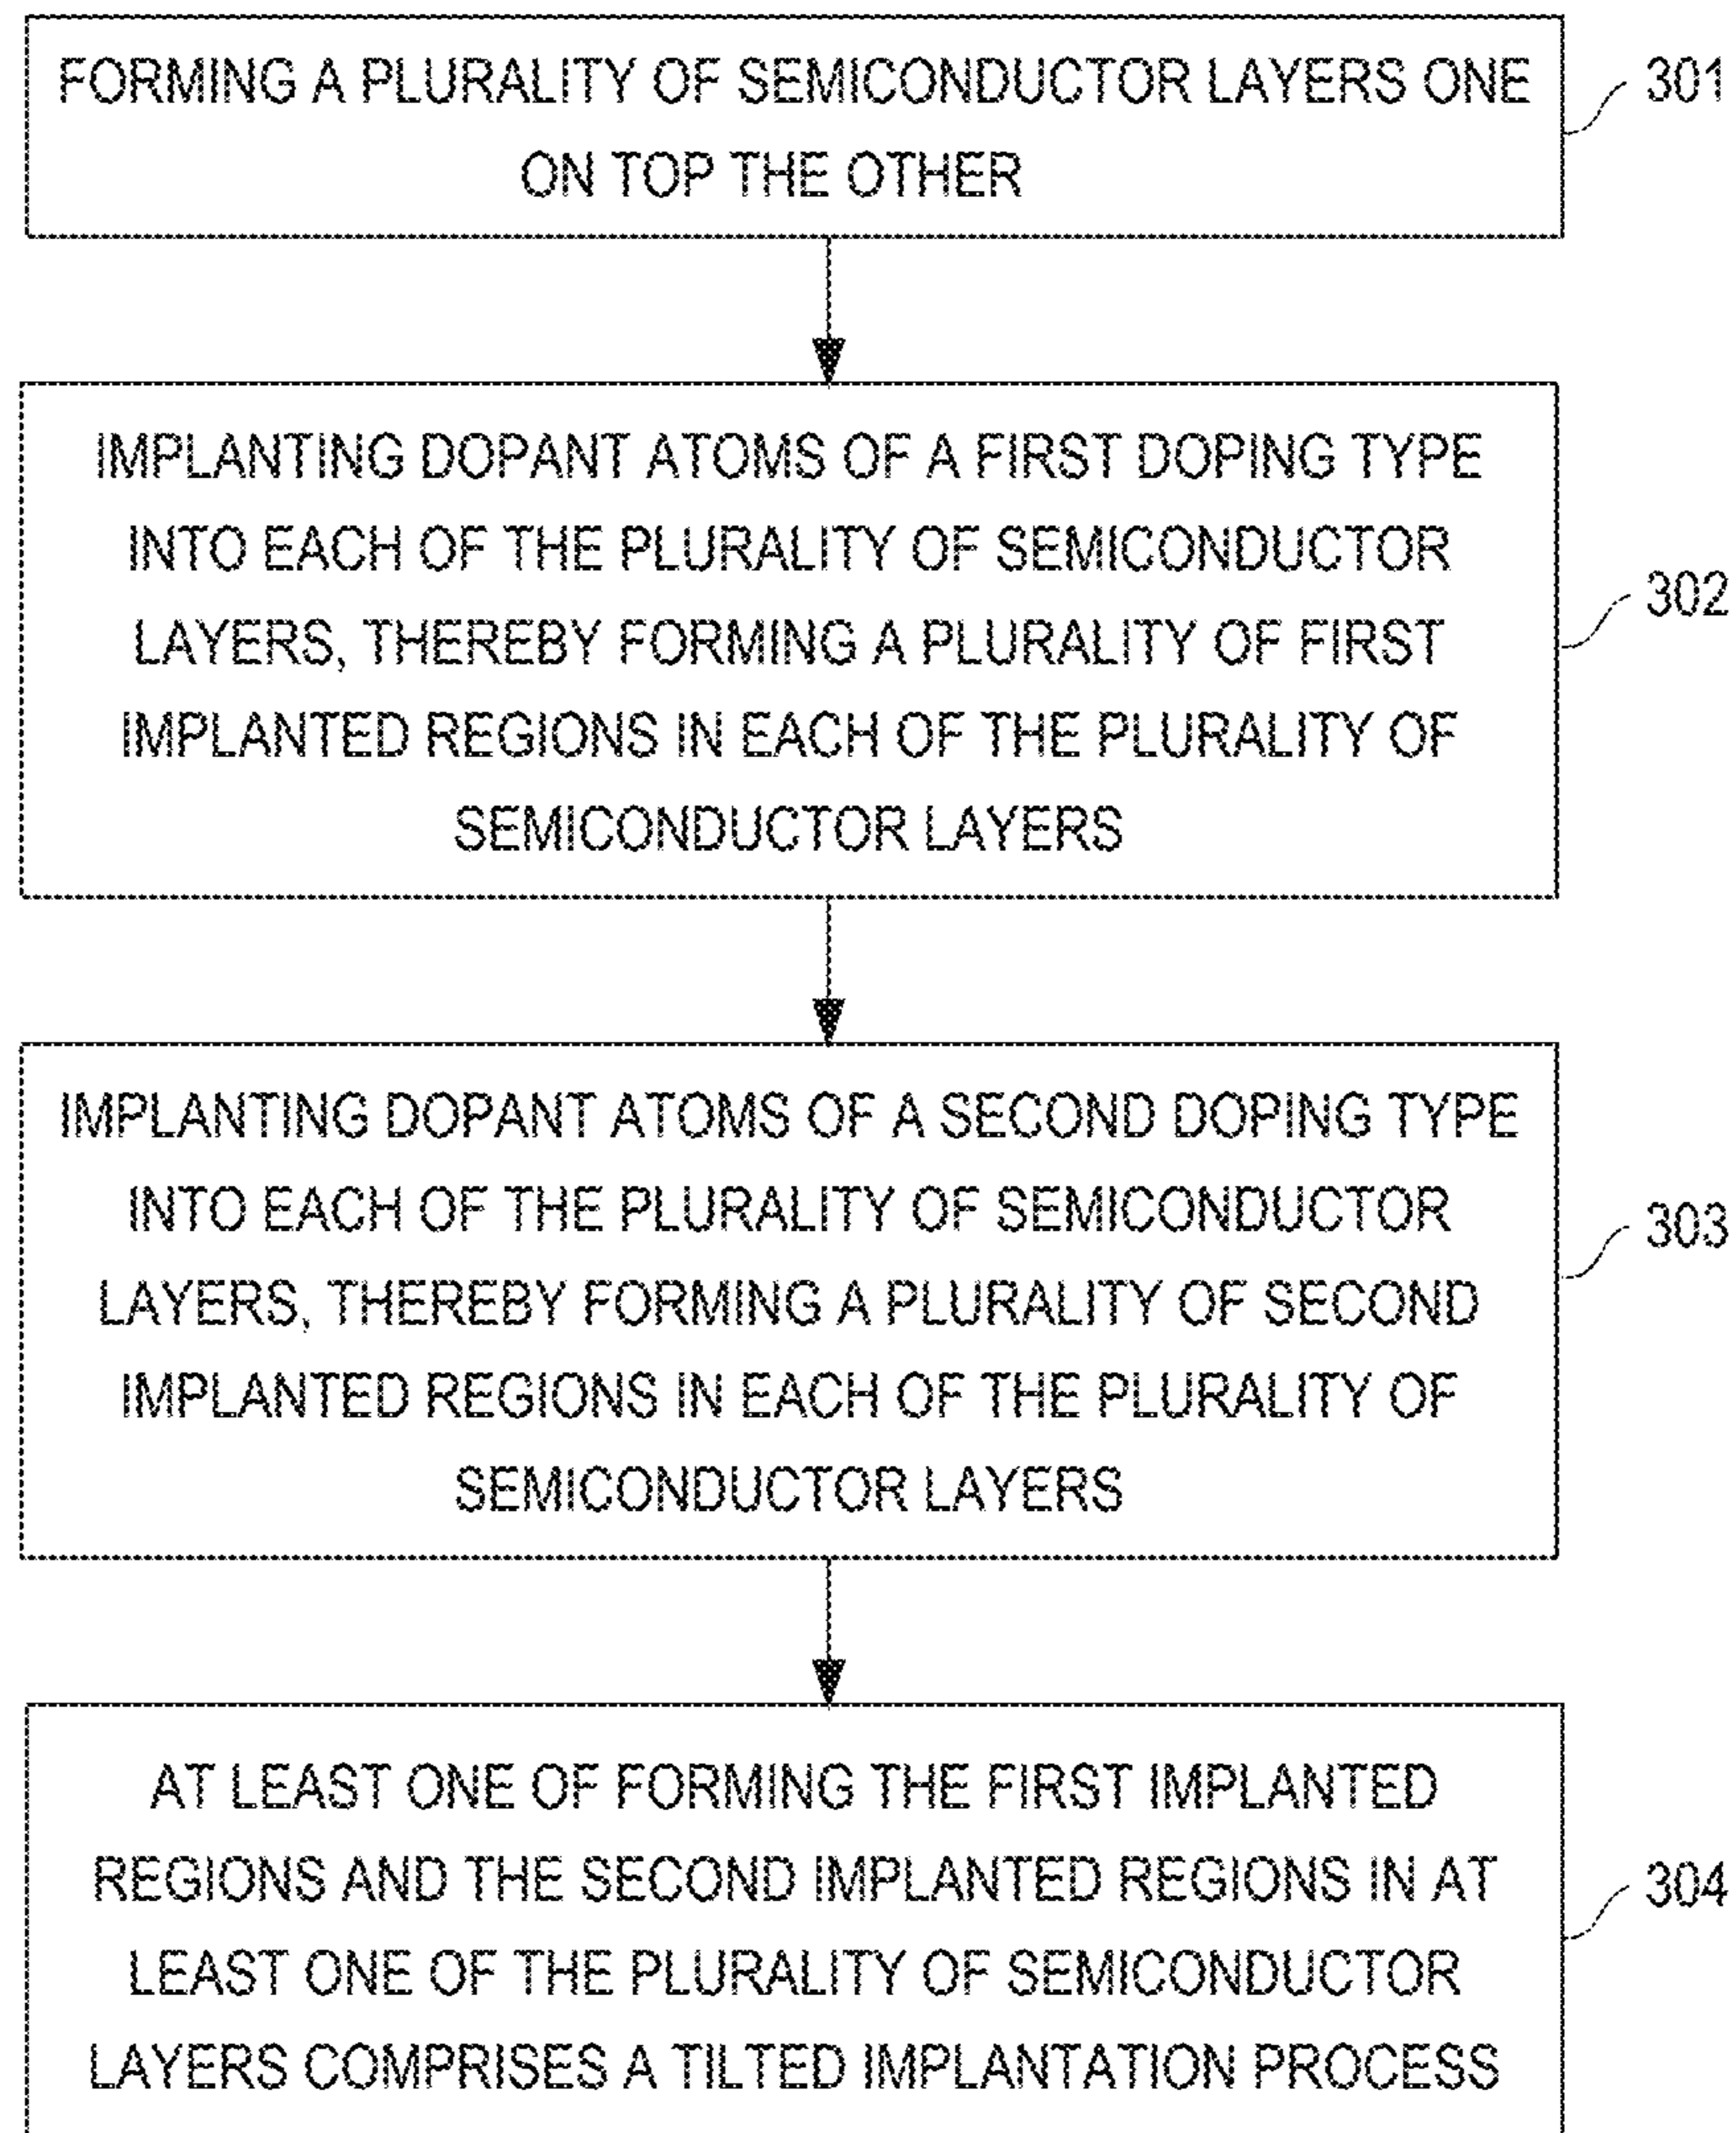 FORMING A PLURALITY OF SEMICONDUCTOR LAYERS ONE
ON TOP THE OTHER
301
IMPLANTING DOPANT ATOMS OF A FIRST DOPING TYPE
INTO EACH OF THE PLURALITY OF SEMICONDUCTOR
LAYERS, THEREBY FORMING A PLURALITY OF FIRST
IMPLANTED REGIONS IN EACH OF THE PLURALITY OF
SEMICONDUCTOR LAYERS
302
IMPLANTING DOPANT ATOMS OF A SECOND DOPING TYPE
INTO EACH OF THE PLURALITY OF SEMICONDUCTOR
LAYERS, THEREBY FORMING A PLURALITY OF SECOND
IMPLANTED REGIONS IN EACH OF THE PLURALITY OF
SEMICONDUCTOR LAYERS
303
AT LEAST ONE OF FORMING THE FIRST IMPLANTED
REGIONS AND THE SECOND IMPLANTED REGIONS IN AT
LEAST ONE OF THE PLURALITY OF SEMICONDUCTOR
LAYERS COMPRISES A TILTED IMPLANTATION PROCESS
304